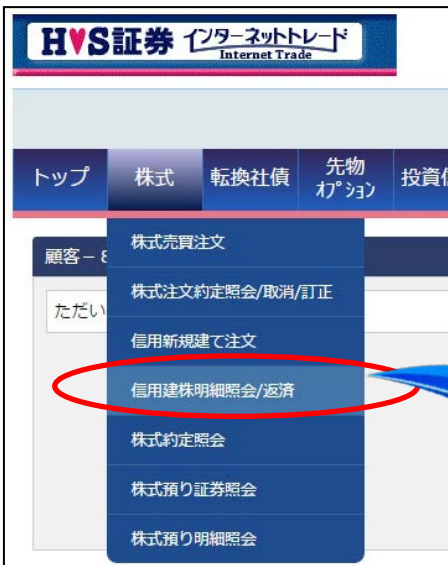 H♥S証券 インターネットトレード
Internet Trade
トップ 株式 転換社債 先物 ｵﾌﾟｼｮﾝ 投資
顧客－8
ただい
株式売買注文
株式注文約定照会/取消/訂正
信用新規建て注文
信用建株明細照会/返済
株式約定照会
株式預り証券照会
株式預り明細照会